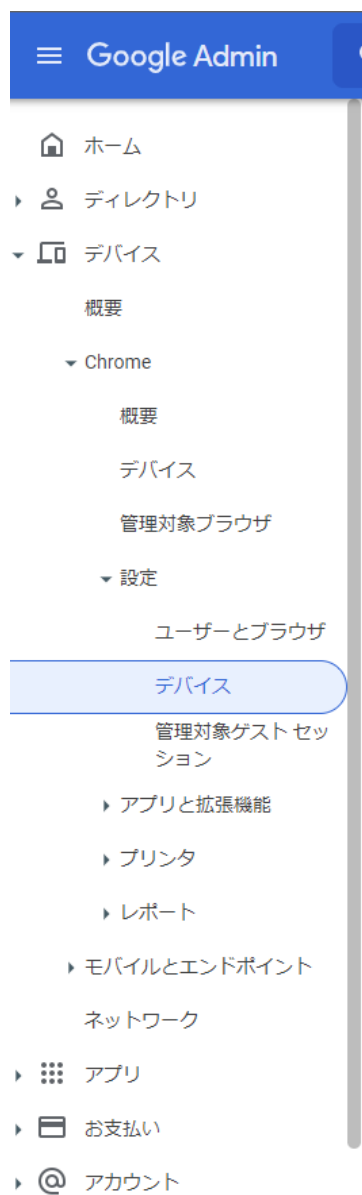 Google Admin
ホーム
ディレクトリ
デバイス
概要
Chrome
概要
デバイス
管理対象ブラウザ
設定
ユーザーとブラウザ
デバイス
管理対象ゲスト セッ
ション
アプリと拡張機能
プリンタ
レポート
モバイルとエンドポイント
ネットワーク
アプリ
お支払い
アカウント